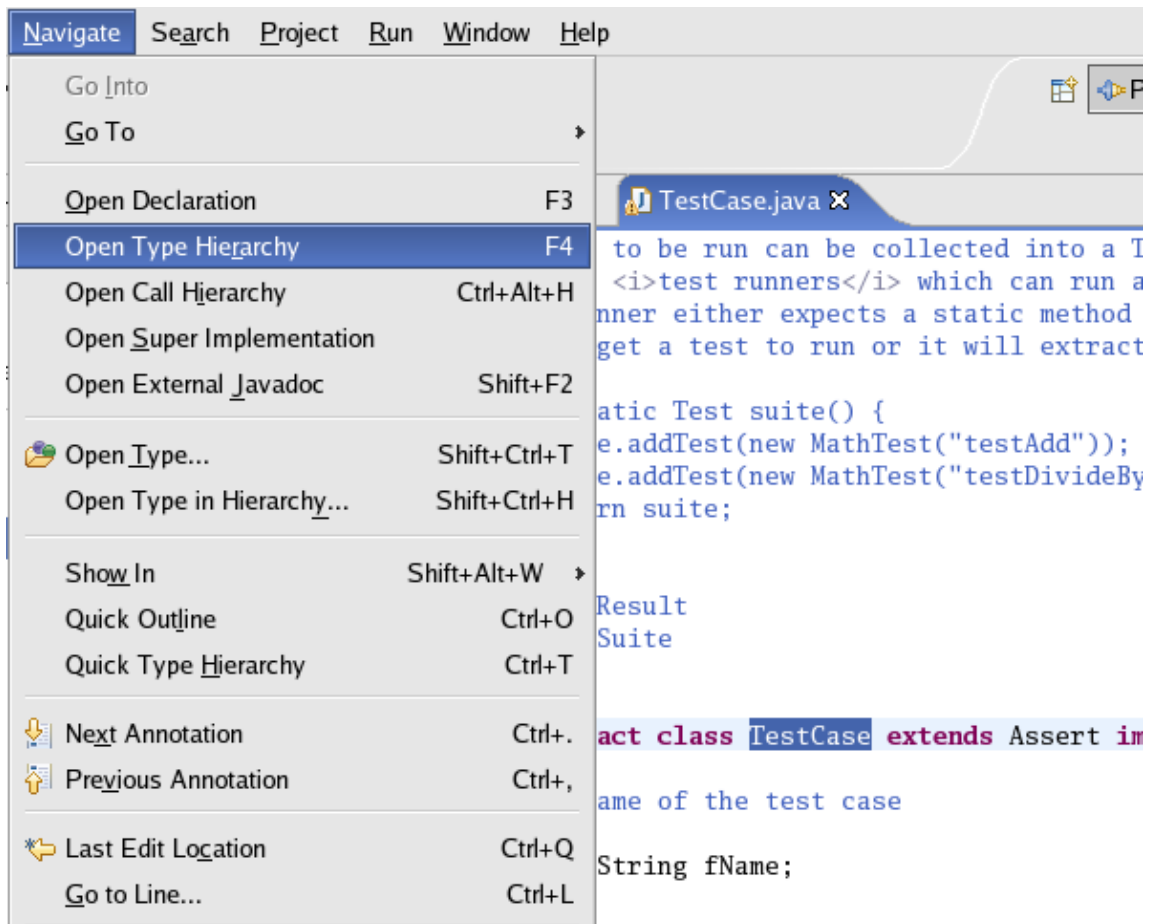 Navigate Search Project Run Window Help
Go Into
Go To
Open Declaration F3
Open Type Hierarchy F4
Open Call Hierarchy Ctrl+Alt+H
Open Super Implementation
Open External Javadoc Shift+F2
Open Type... Shift+Ctrl+T
Open Type in Hierarchy... Shift+Ctrl+H
Show In Shift+Alt+W
Quick Outline Ctrl+O
Quick Type Hierarchy Ctrl+T
Next Annotation Ctrl+.
Previous Annotation Ctrl+,
Last Edit Location Ctrl+Q
Go to Line... Ctrl+L
P
TestCase.java
to be run can be collected into a T
<i>test runners</i> which can run a
nner either expects a static method
get a test to run or it will extract
atic Test suite() {
e.addTest(new MathTest("testAdd"));
e.addTest(new MathTest("testDivideBy
rn suite;
Result
Suite
act class TestCase extends Assert im
ame of the test case
String fName;